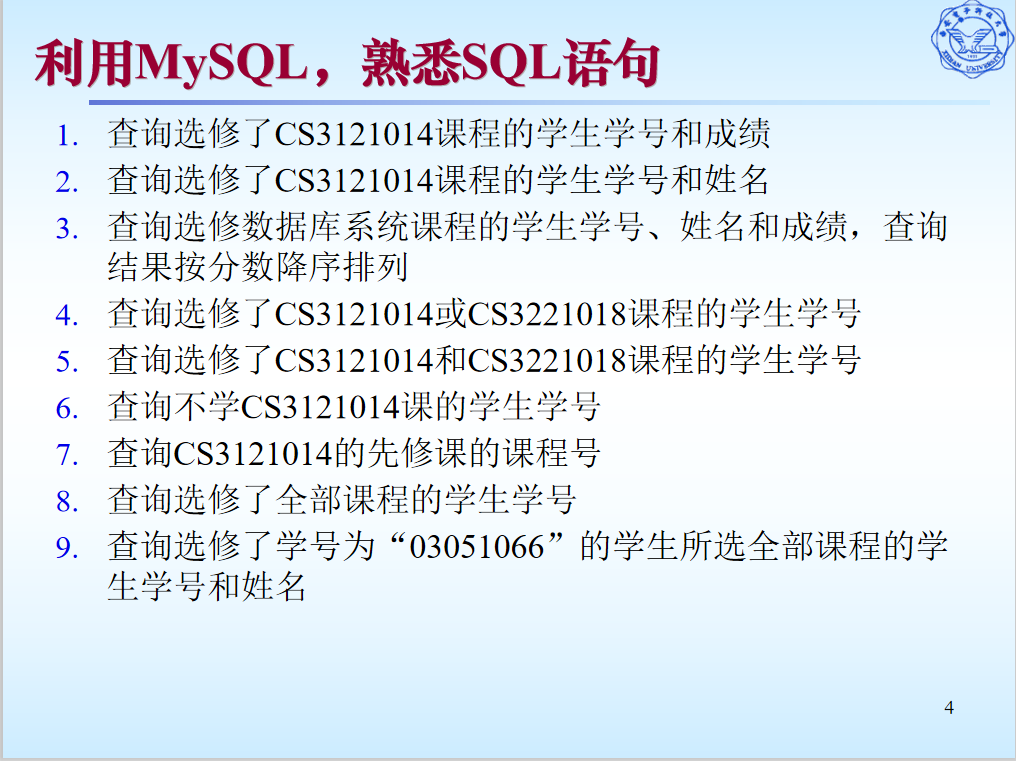 利用MySQL，熟悉SQL语句
1. 查询选修了CS3121014课程的学生学号和成绩
2. 查询选修了CS3121014课程的学生学号和姓名
3. 查询选修数据库系统课程的学生学号、姓名和成绩，查询
结果按分数降序排列
4. 查询选修了CS3121014或CS3221018课程的学生学号
5. 查询选修了CS3121014和CS3221018课程的学生学号
6. 查询不学CS3121014课的学生学号
7. 查询CS3121014的先修课的课程号
8. 查询选修了全部课程的学生学号
9. 查询选修了学号为“03051066”的学生所选全部课程的学
生学号和姓名
4